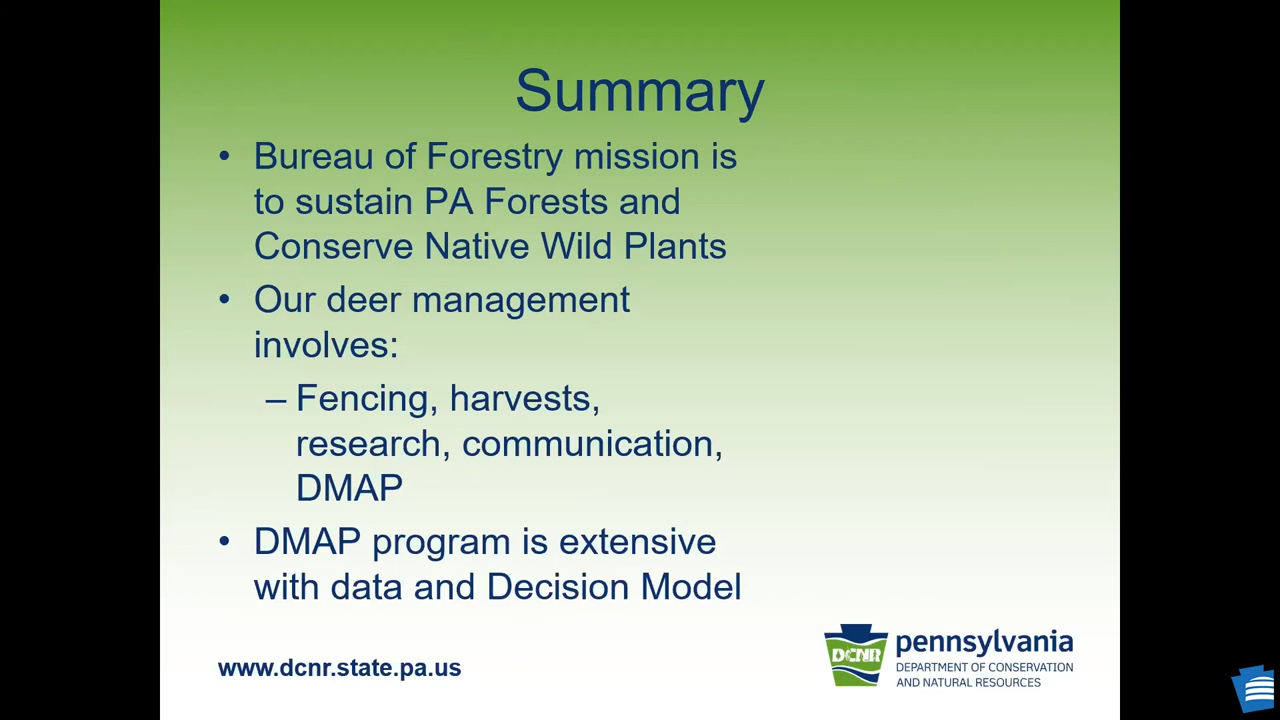 Summary
• Bureau of Forestry mission is
to sustain PA Forests and
Conserve Native Wild Plants
• Our deer management
involves:
– Fencing, harvests,
research, communication,
DMAP
• DMAP program is extensive
with data and Decision Model
www.dcnr.state.pa.us
DCNR
pennsylvania
DEPARTMENT OF CONSERVATION
AND NATURAL RESOURCES